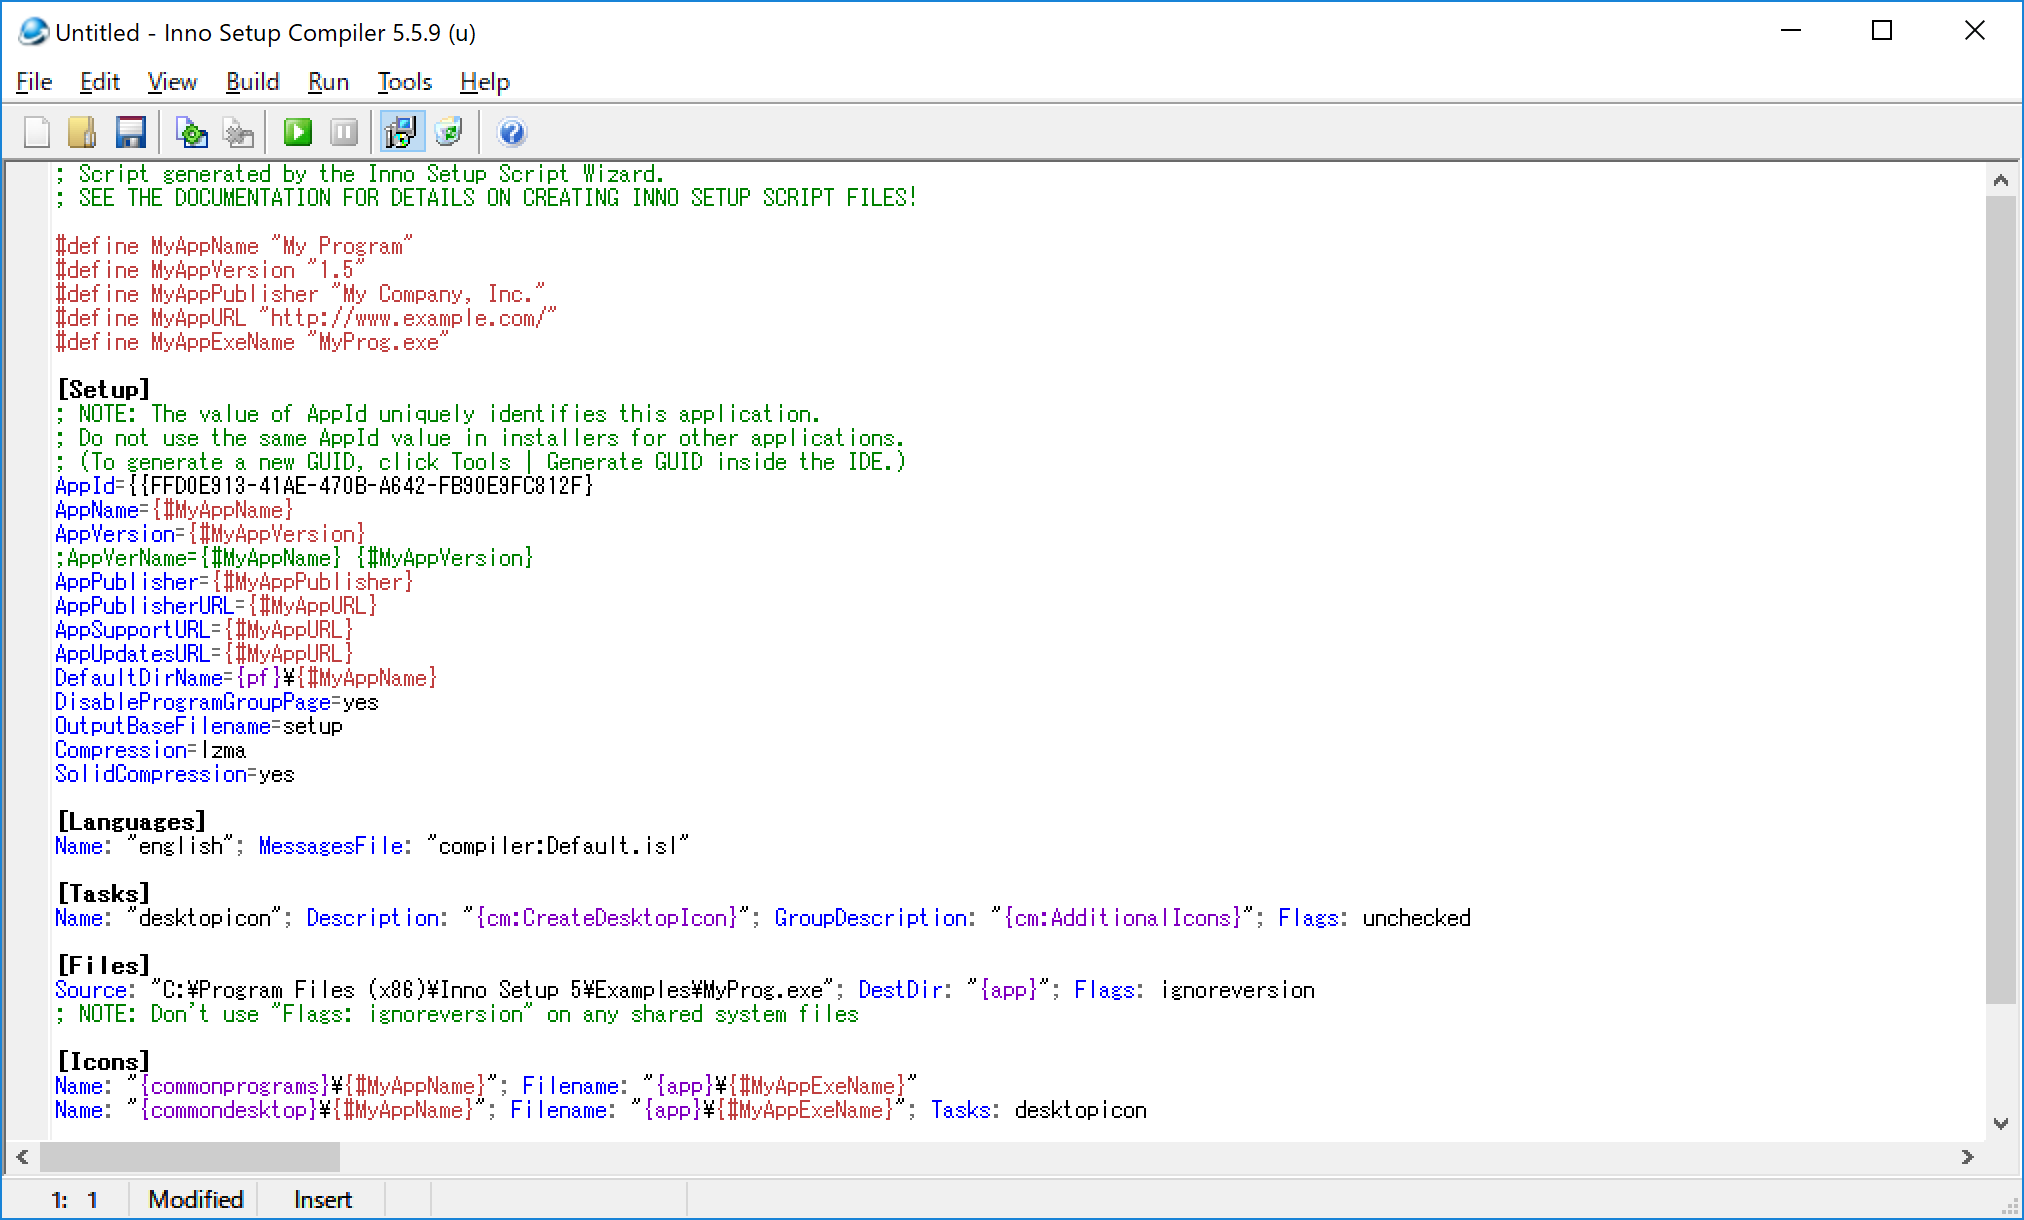 Untitled - Inno Setup Compiler 5.5.9 (u)
File Edit View Build Run Tools Help
; Script generated by the Inno Setup Script Wizard.
; SEE THE DOCUMENTATION FOR DETAILS ON CREATING INNO SETUP SCRIPT FILES!
#define MyAppName "My Program"
#define MyAppVersion "1.5"
#define MyAppPublisher "My Company, Inc."
#define MyAppURL "http://www.example.com/"
#define MyAppExeName "MyProg.exe"
[Setup]
; NOTE: The value of AppId uniquely identifies this application.
; Do not use the same AppId value in installers for other applications.
; (To generate a new GUID, click Tools | Generate GUID inside the IDE.)
AppId={{FFD0E913-41AE-470B-A642-FB90E9FC812F}
AppName={#MyAppName}
AppVersion={#MyAppVersion}
;AppVerName={#MyAppName} {#MyAppVersion}
AppPublisher={#MyAppPublisher}
AppPublisherURL={#MyAppURL}
AppSupportURL={#MyAppURL}
AppUpdatesURL={#MyAppURL}
DefaultDirName={pf}¥{#MyAppName}
DisableProgramGroupPage=yes
OutputBaseFilename=setup
Compression=lzma
SolidCompression=yes
[Languages]
Name: "english"; MessagesFile: "compiler:Default.isl"
[Tasks]
Name: "desktopicon"; Description: "{cm:CreateDesktopIcon}"; GroupDescription: "{cm:AdditionalIcons}"; Flags: unchecked
[Files]
Source: "C:¥Program Files (x86)¥Inno Setup 5¥Examples¥MyProg.exe"; DestDir: "{app}"; Flags: ignoreversion
; NOTE: Don't use "Flags: ignoreversion" on any shared system files
[Icons]
Name: "{commonprograms}¥{#MyAppName}"; Filename: "{app}¥{#MyAppExeName}"
Name: "{commondesktop}¥{#MyAppName}"; Filename: "{app}¥{#MyAppExeName}"; Tasks: desktopicon
1: 1 Modified Insert